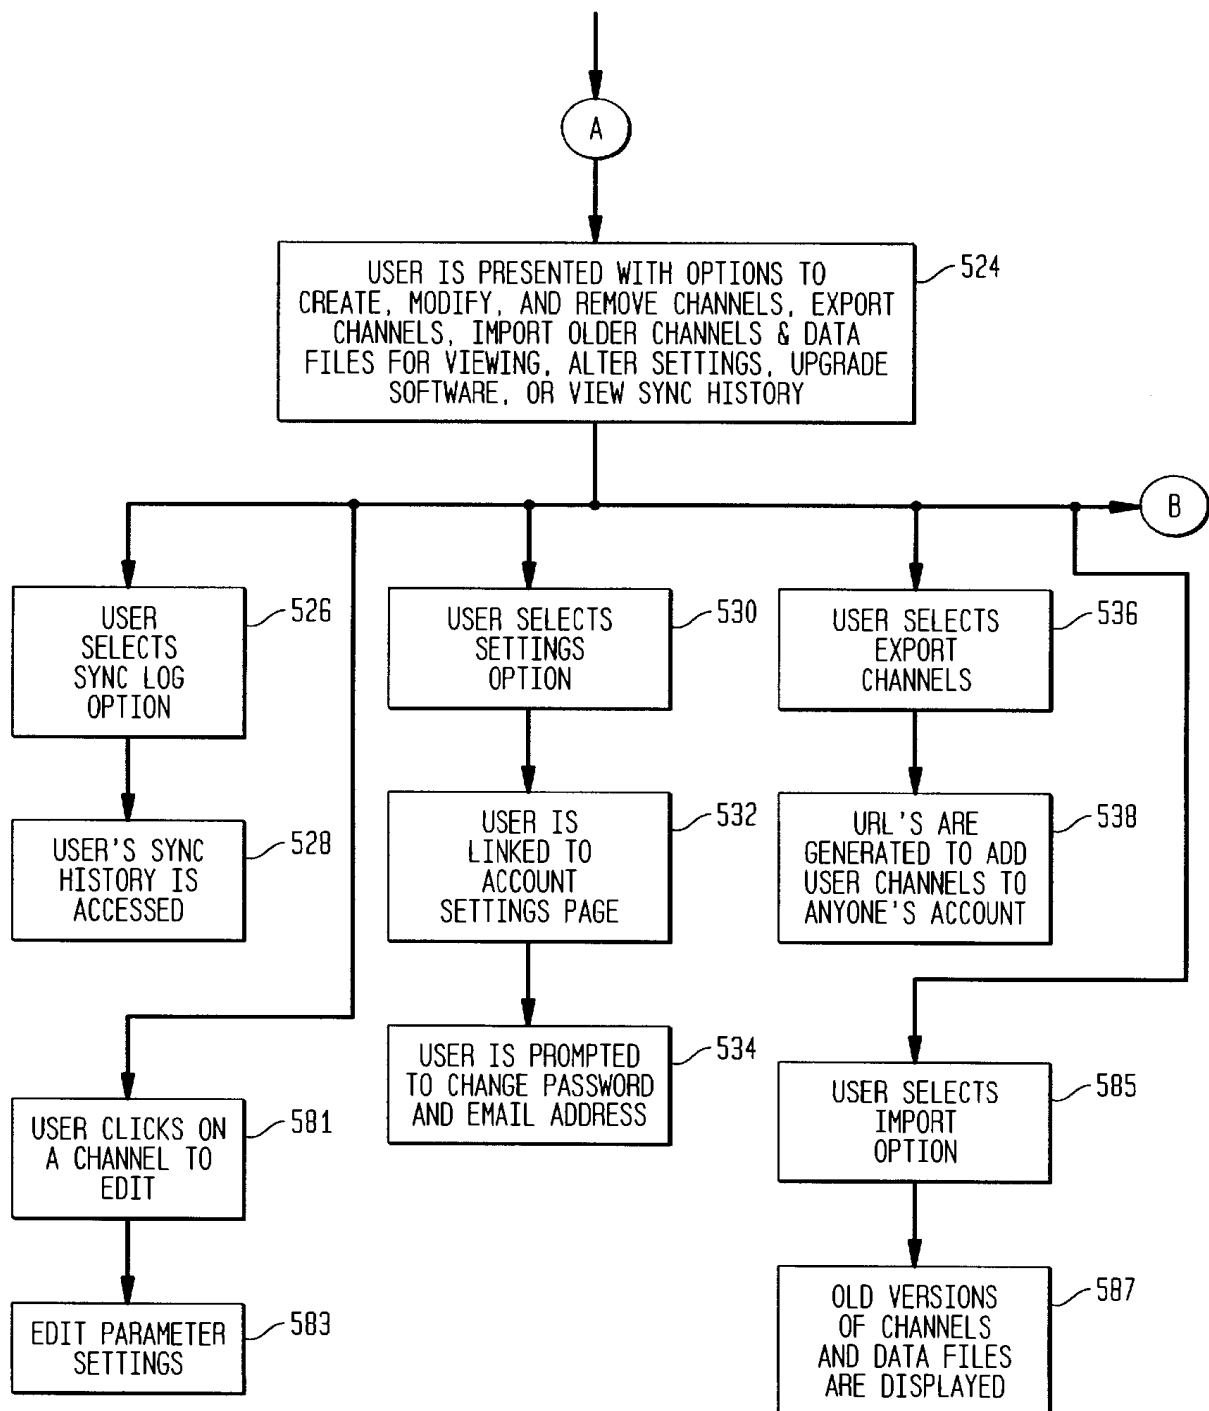 A
USER IS PRESENTED WITH OPTIONS TO
CREATE, MODIFY, AND REMOVE CHANNELS, EXPORT
CHANNELS, IMPORT OLDER CHANNELS & DATA
FILES FOR VIEWING, ALTER SETTINGS, UPGRADE
SOFTWARE, OR VIEW SYNC HISTORY
524
B
USER
SELECTS
SYNC LOG
OPTION
526
USER SELECTS
SETTINGS
OPTION
530
USER SELECTS
EXPORT
CHANNELS
536
USER'S SYNC
HISTORY IS
ACCESSED
528
USER IS
LINKED TO
ACCOUNT
SETTINGS PAGE
532
URL'S ARE
GENERATED TO ADD
USER CHANNELS TO
ANYONE'S ACCOUNT
538
USER CLICKS ON
A CHANNEL TO
EDIT
581
USER IS PROMPTED
TO CHANGE PASSWORD
AND EMAIL ADDRESS
534
USER SELECTS
IMPORT
OPTION
585
EDIT PARAMETER
SETTINGS
583
OLD VERSIONS
OF CHANNELS
AND DATA FILES
ARE DISPLAYED
587